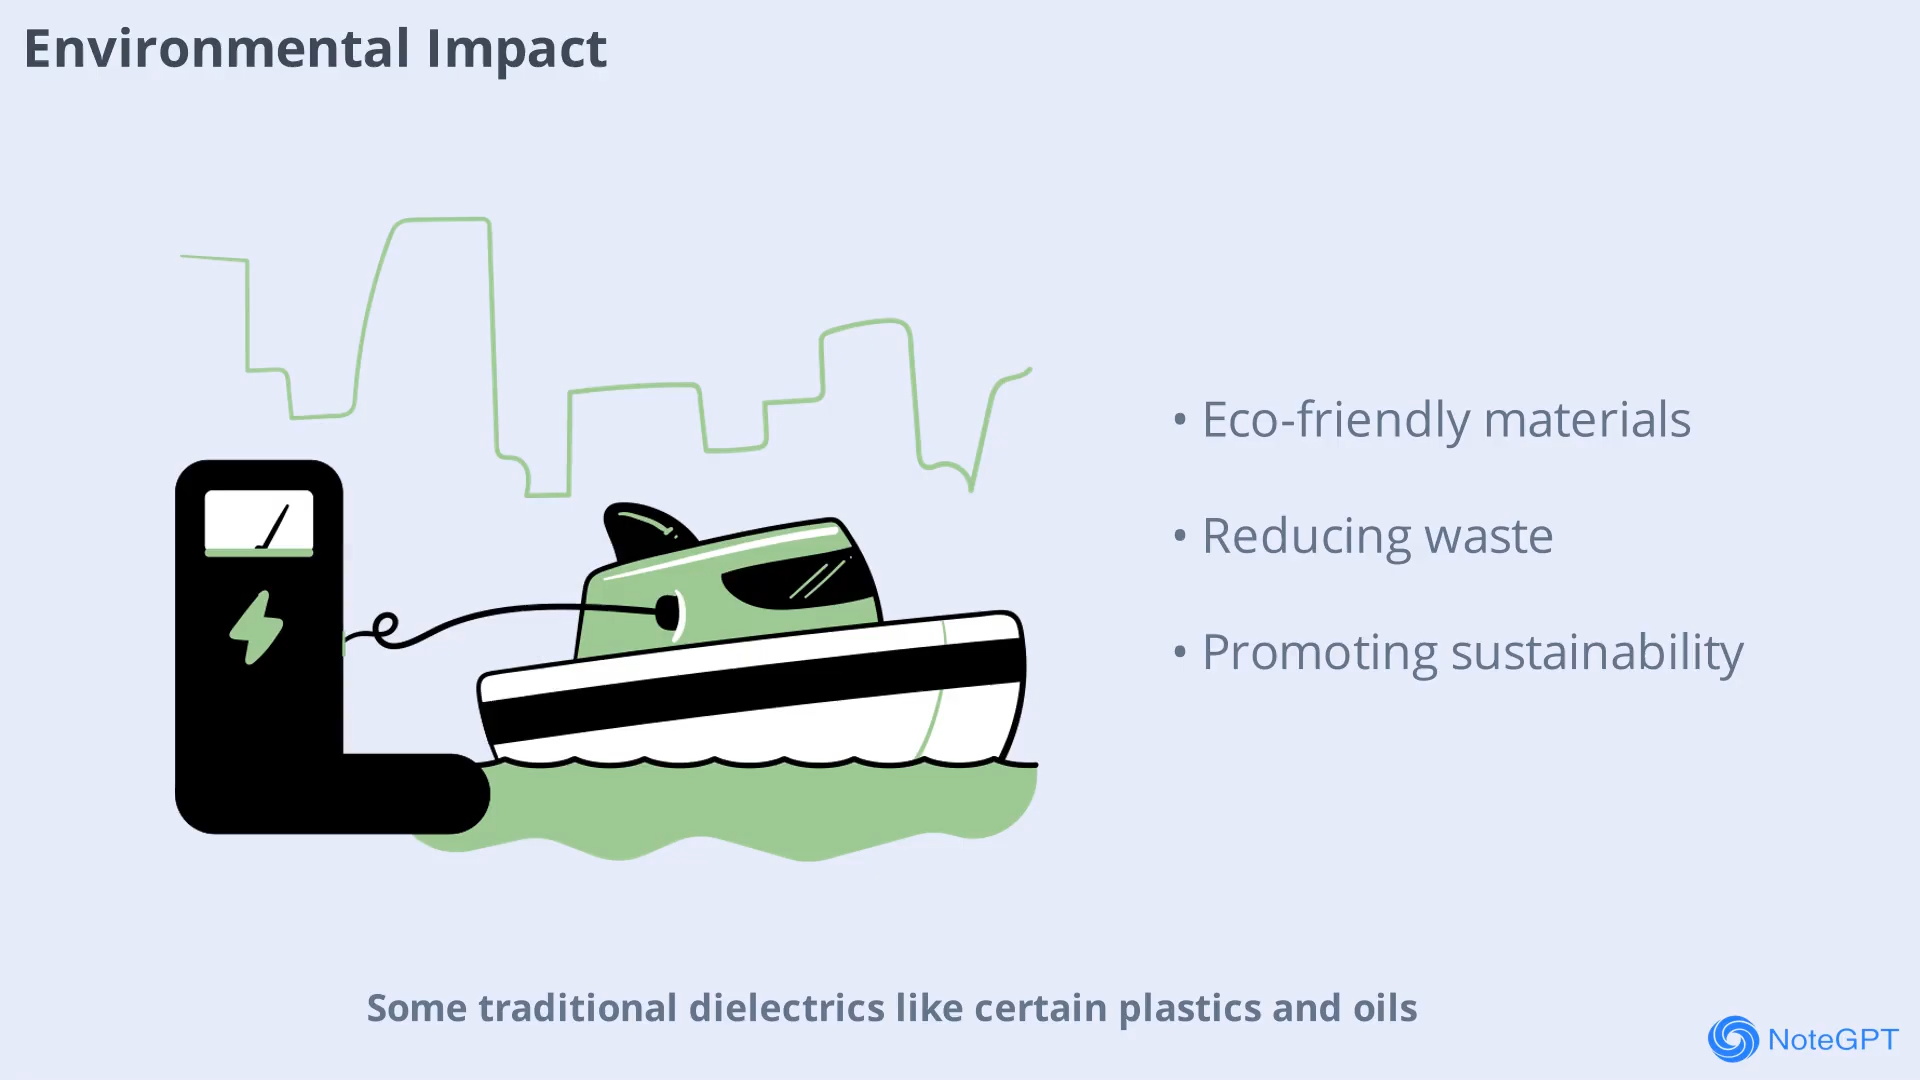 Environmental Impact
• Eco-friendly materials
• Reducing waste
• Promoting sustainability
Some traditional dielectrics like certain plastics and oils
NoteGPT